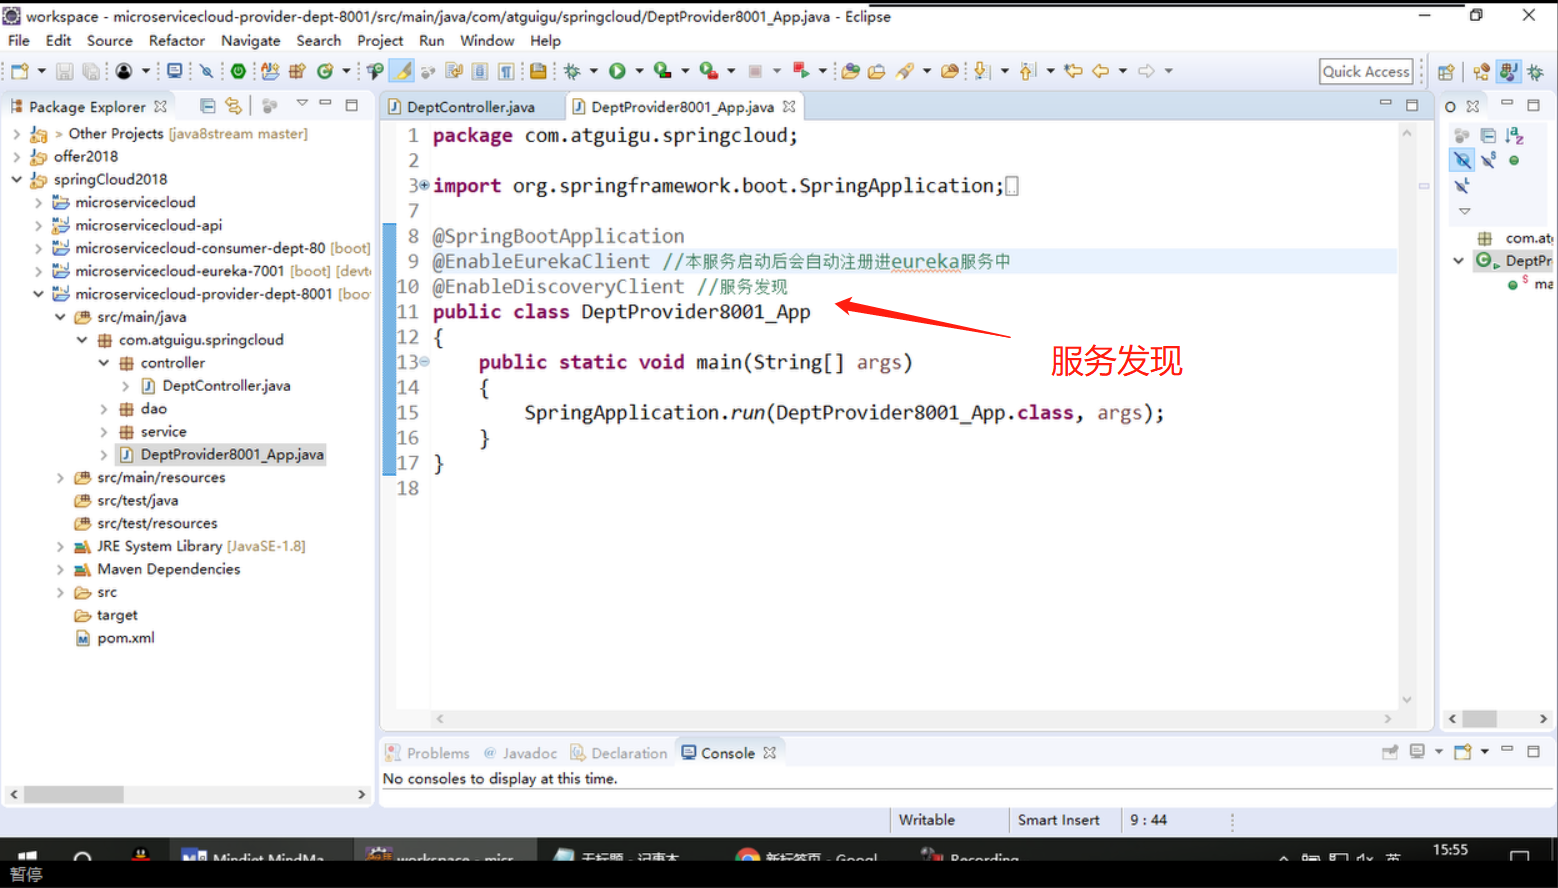 workspace - microservicecloud-provider-dept-8001/src/main/java/com/atguigu/springcloud/DeptProvider8001_App.java - Eclipse
File Edit Source Refactor Navigate Search Project Run Window Help
Quick Access
Package Explorer
> Other Projects [java8stream master]
offer2018
springCloud2018
microservicecloud
microservicecloud-api
microservicecloud-consumer-dept-80 [boot]
microservicecloud-eureka-7001 [boot] [devt
microservicecloud-provider-dept-8001 [boo
src/main/java
com.atguigu.springcloud
controller
DeptController.java
dao
service
DeptProvider8001_App.java
src/main/resources
src/test/java
src/test/resources
JRE System Library [JavaSE-1.8]
Maven Dependencies
src
target
pom.xml
DeptController.java DeptProvider8001_App.java
1 package com.atguigu.springcloud;
2
3 import org.springframework.boot.SpringApplication;
7
8 @SpringBootApplication
9 @EnableEurekaClient //本服务启动后会自动注册进eureka服务中
10 @EnableDiscoveryClient //服务发现
11 public class DeptProvider8001_App
12 {
13 public static void main(String[] args)
14 {
15 SpringApplication.run(DeptProvider8001_App.class, args);
16 }
17 }
18
服务发现
com.atg
DeptPr
ma
Problems @ Javadoc Declaration Console
No consoles to display at this time.
Writable Smart Insert 9 : 44
Mindjet MindMa
workspace - micr
无标题 - 记事本
新标签页 - Googl
Recording
英
15:55
暂停